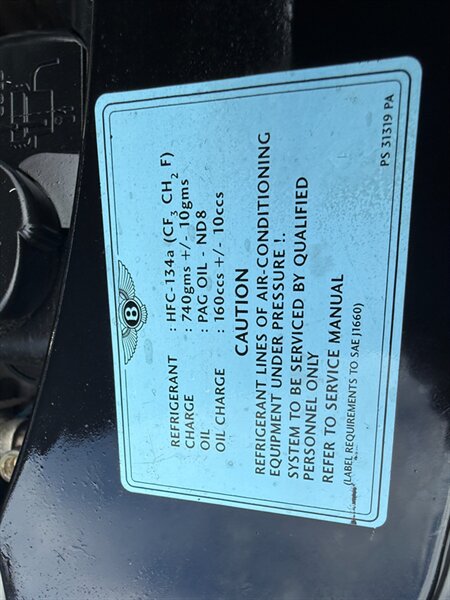 B
REFRIGERANT : HFC-134a (CF3 CH2 F)
CHARGE : 740gms +/- 10gms
OIL : PAG OIL - ND8
OIL CHARGE : 160ccs +/- 10ccs
CAUTION
REFRIGERANT LINES OF AIR-CONDITIONING
EQUIPMENT UNDER PRESSURE !.
SYSTEM TO BE SERVICED BY QUALIFIED
PERSONNEL ONLY
REFER TO SERVICE MANUAL
(LABEL REQUIREMENTS TO SAE J1660)
PS 31319 PA